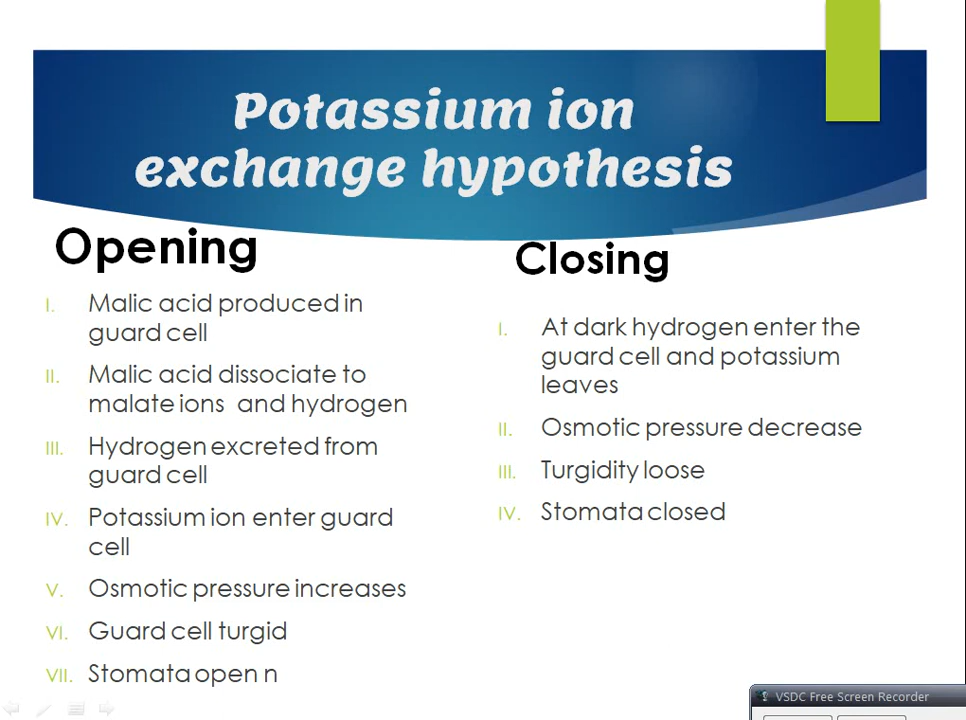 Potassium ion
exchange hypothesis
Opening
I. Malic acid produced in
guard cell
II. Malic acid dissociate to
malate ions and hydrogen
III. Hydrogen excreted from
guard cell
IV. Potassium ion enter guard
cell
V. Osmotic pressure increases
VI. Guard cell turgid
VII. Stomata open n
Closing
I. At dark hydrogen enter the
guard cell and potassium
leaves
II. Osmotic pressure decrease
III. Turgidity loose
IV. Stomata closed
VSDC Free Screen Recorder